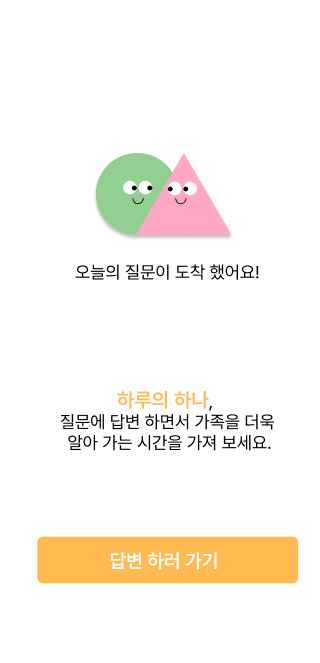 오늘의 질문이 도착 했어요!
하루의 하나,
질문에 답변 하면서 가족을 더욱
알아 가는 시간을 가져 보세요.
답변 하러 가기